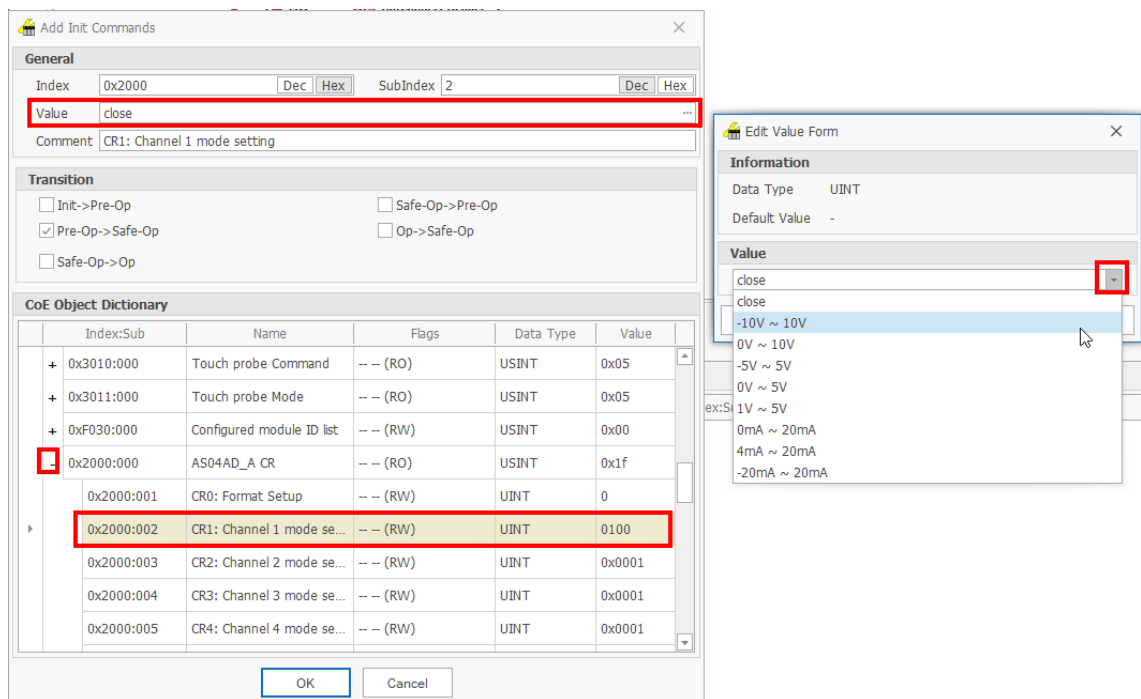 Add Init Commands
General
Index 0x2000 Dec Hex SubIndex 2 Dec Hex
Value close ...
Comment CR1: Channel 1 mode setting
Transition
Init->Pre-Op Safe-Op->Pre-Op
Pre-Op->Safe-Op Op->Safe-Op
Safe-Op->Op
CoE Object Dictionary
Index:Sub Name Flags Data Type Value
+ 0x3010:000 Touch probe Command -- -- (RO) USINT 0x05
+ 0x3011:000 Touch probe Mode -- -- (RO) USINT 0x05
+ 0xF030:000 Configured module ID list -- -- (RW) USINT 0x00
- 0x2000:000 AS04AD_A CR -- -- (RO) USINT 0x1f
0x2000:001 CR0: Format Setup -- -- (RW) UINT 0
0x2000:002 CR1: Channel 1 mode se... -- -- (RW) UINT 0100
0x2000:003 CR2: Channel 2 mode se... -- -- (RW) UINT 0x0001
0x2000:004 CR3: Channel 3 mode se... -- -- (RW) UINT 0x0001
0x2000:005 CR4: Channel 4 mode se... -- -- (RW) UINT 0x0001
OK Cancel
Edit Value Form
Information
Data Type UINT
Default Value -
Value
close
close
-10V ~ 10V
0V ~ 10V
-5V ~ 5V
0V ~ 5V
1V ~ 5V
0mA ~ 20mA
4mA ~ 20mA
-20mA ~ 20mA